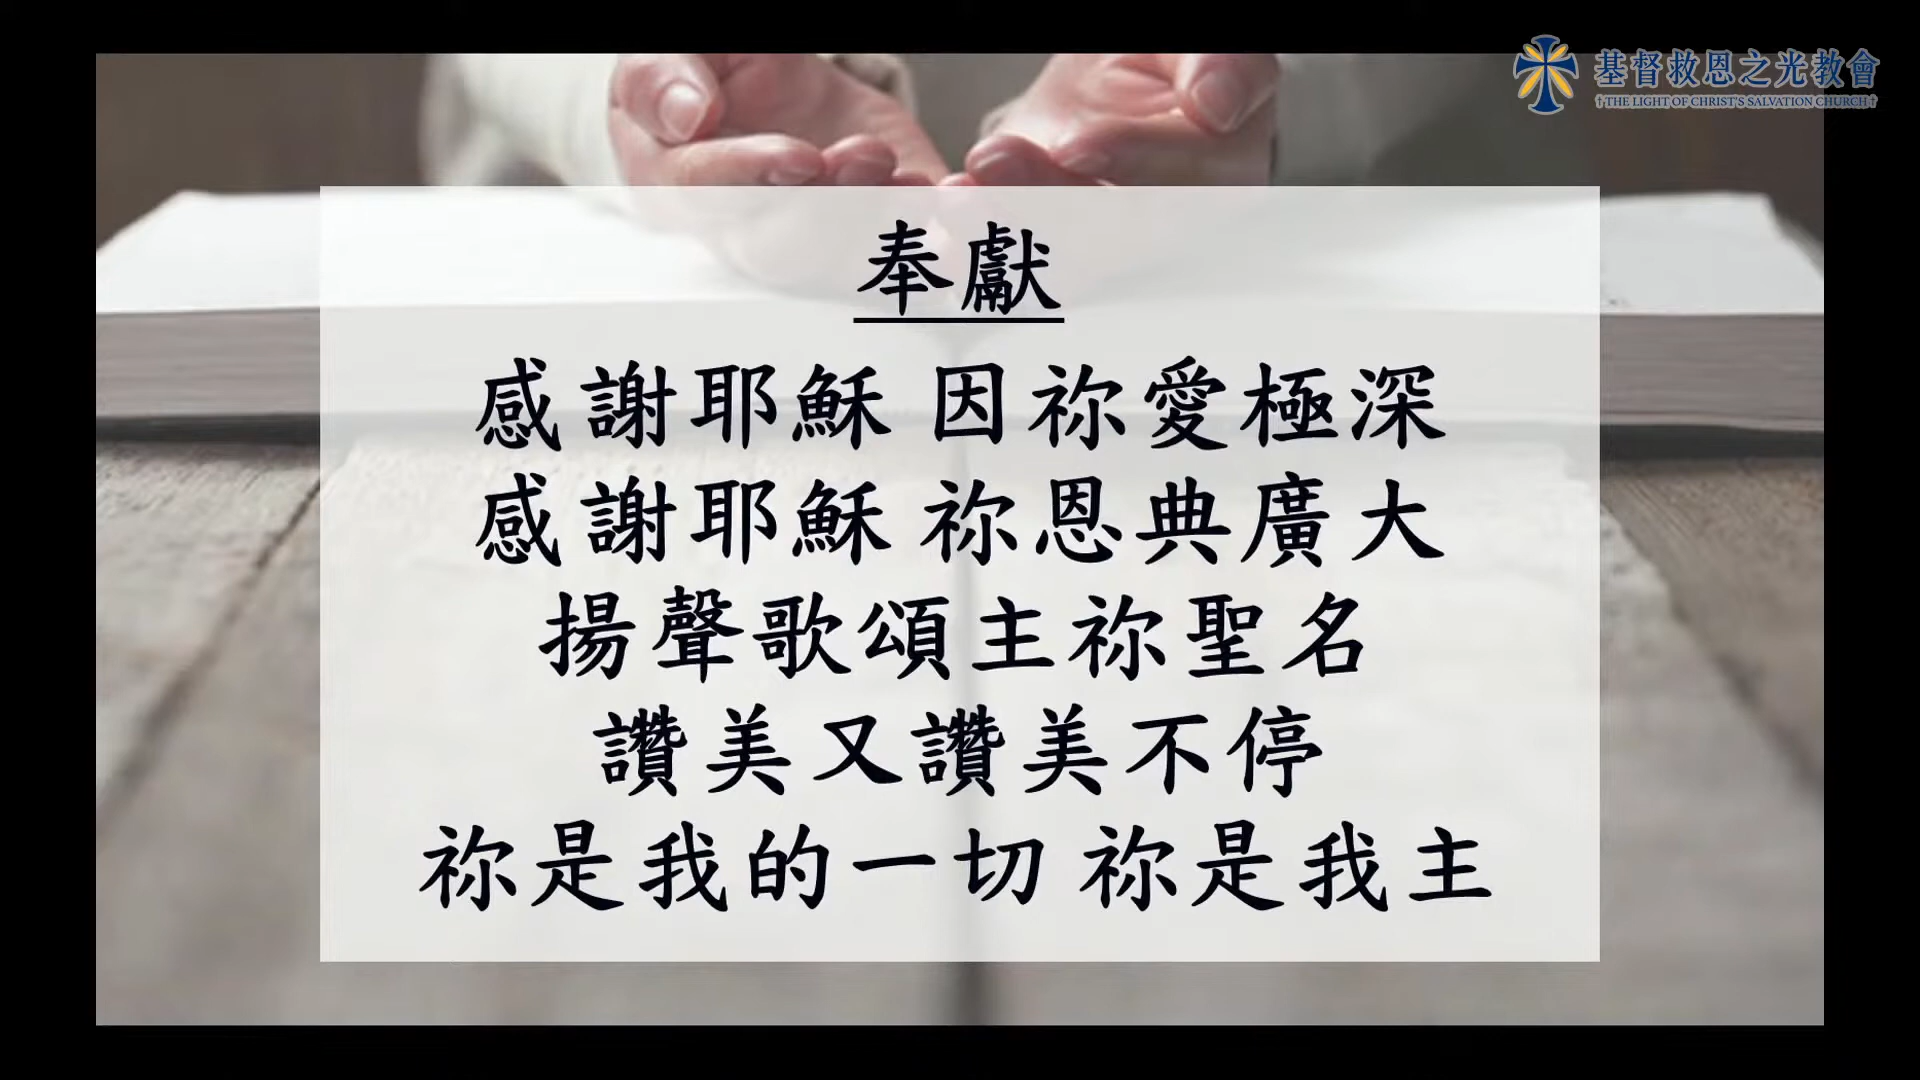 基督救恩之光教會
†THE LIGHT OF CHRIST'S SALVATION CHURCH†
奉獻
感謝耶穌 因祢愛極深
感謝耶穌 祢恩典廣大
揚聲歌頌主祢聖名
讚美又讚美不停
祢是我的一切 祢是我主